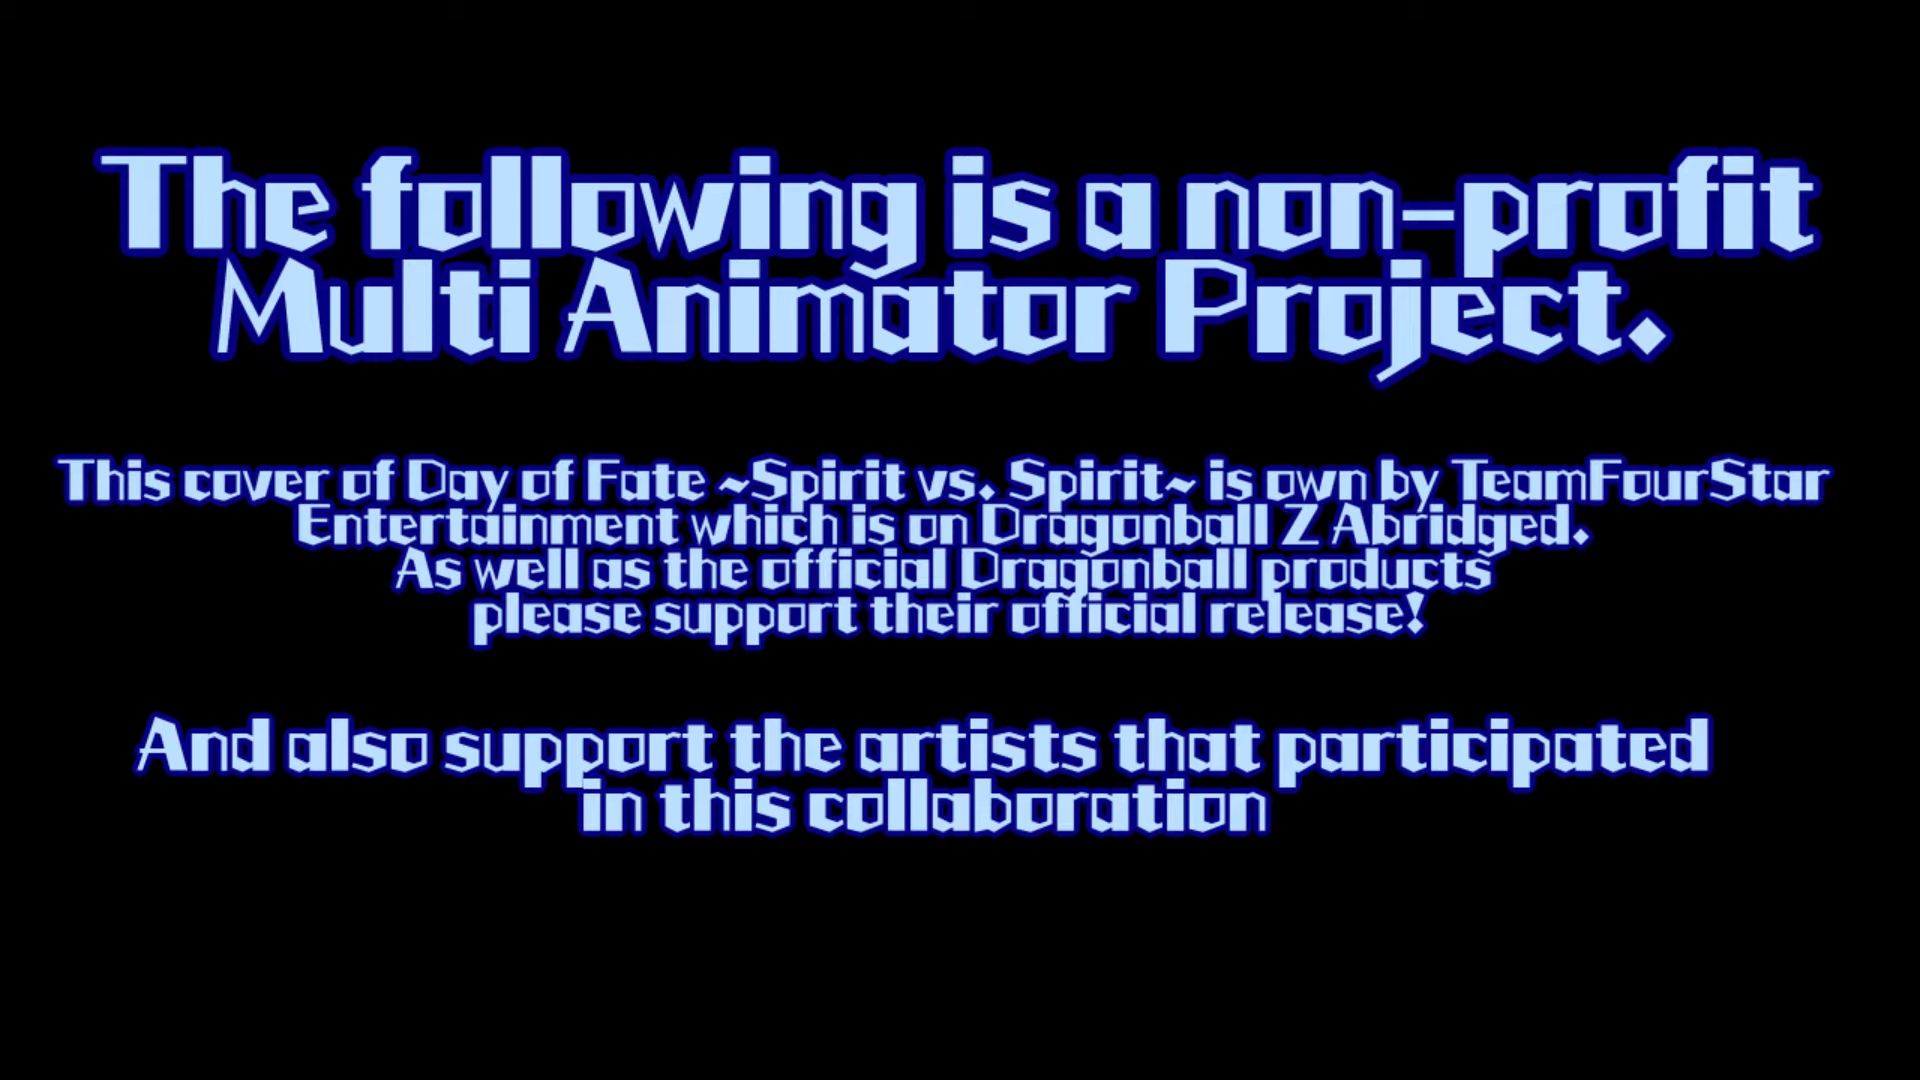 The following is a non-profit
Multi Animator Project.
This cover of Day of Fate ~Spirit vs. Spirit~ is own by TeamFourStar
Entertainment which is on Dragonball Z Abridged.
As well as the official Dragonball products
please support their official release!
And also support the artists that participated
in this collaboration